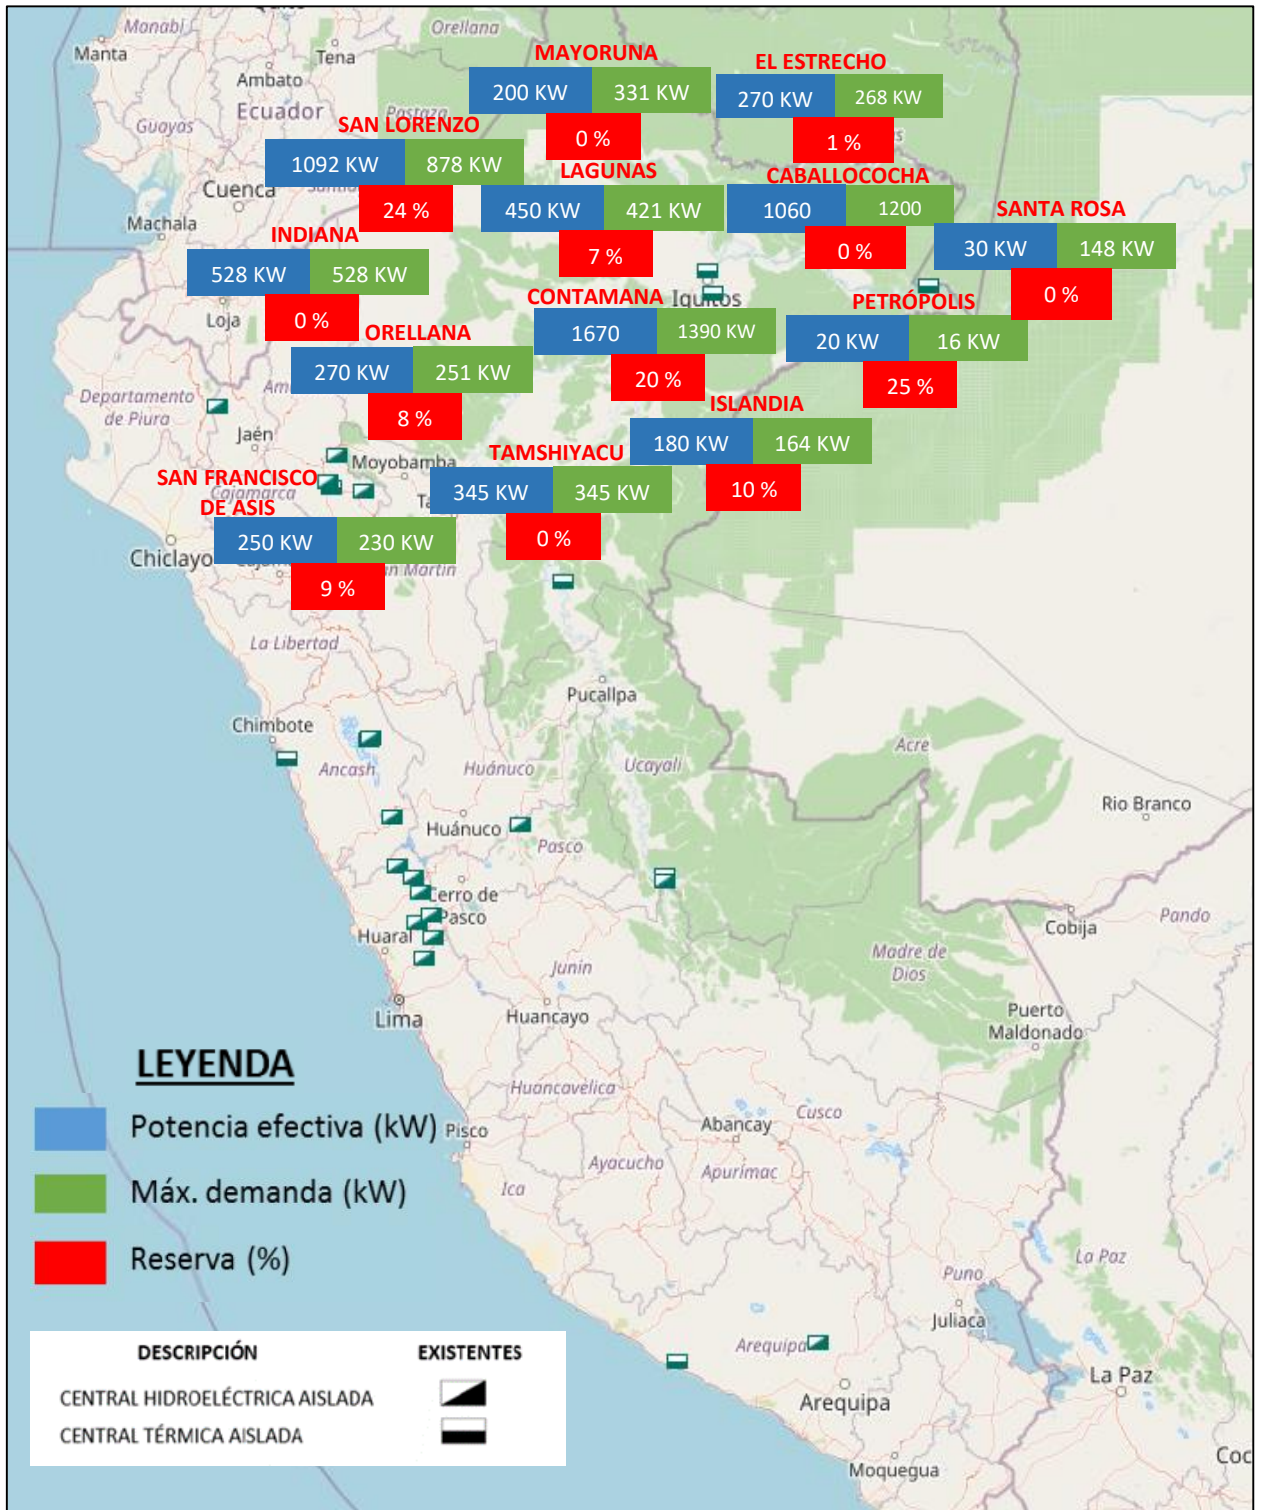 Manabí
Manta
Tena
Orellana
Ambato
Ecuador
Pastaza
Guayas
MAYORUNA
200 KW
331 KW
0 %
EL ESTRECHO
270 KW
268 KW
1 %
SAN LORENZO
1092 KW
878 KW
24 %
Cuenca
Machala
LAGUNAS
450 KW
421 KW
7 %
CABALLOCOCHA
1060
1200
0 %
SANTA ROSA
30 KW
148 KW
0 %
INDIANA
528 KW
528 KW
0 %
Loja
CONTAMANA
1670
1390 KW
20 %
Iquitos
PETRÓPOLIS
20 KW
16 KW
25 %
ORELLANA
270 KW
251 KW
8 %
Departamento
de Piura
Jaén
Moyobamba
ISLANDIA
180 KW
164 KW
10 %
TAMSHIYACU
345 KW
345 KW
0 %
SAN FRANCISCO
DE ASIS
Cajamarca
250 KW
230 KW
9 %
Chiclayo
La Libertad
Pucallpa
Chimbote
Ancash
Huánuco
Ucayali
Acre
Rio Branco
Huánuco
Pasco
Cerro de
Pasco
Huaral
Cobija
Pando
Madre de
Dios
Junín
Lima
Huancayo
Puerto
Maldonado
LEYENDA
Potencia efectiva (kW)
Máx. demanda (kW)
Reserva (%)
Huancavelica
Pisco
Abancay
Cusco
Ayacucho
Apurímac
Ica
La Paz
Puno
Juliaca
Arequipa
La Paz
Arequipa
Moquegua
Coc
DESCRIPCIÓN
EXISTENTES
CENTRAL HIDROELÉCTRICA AISLADA
CENTRAL TÉRMICA AISLADA